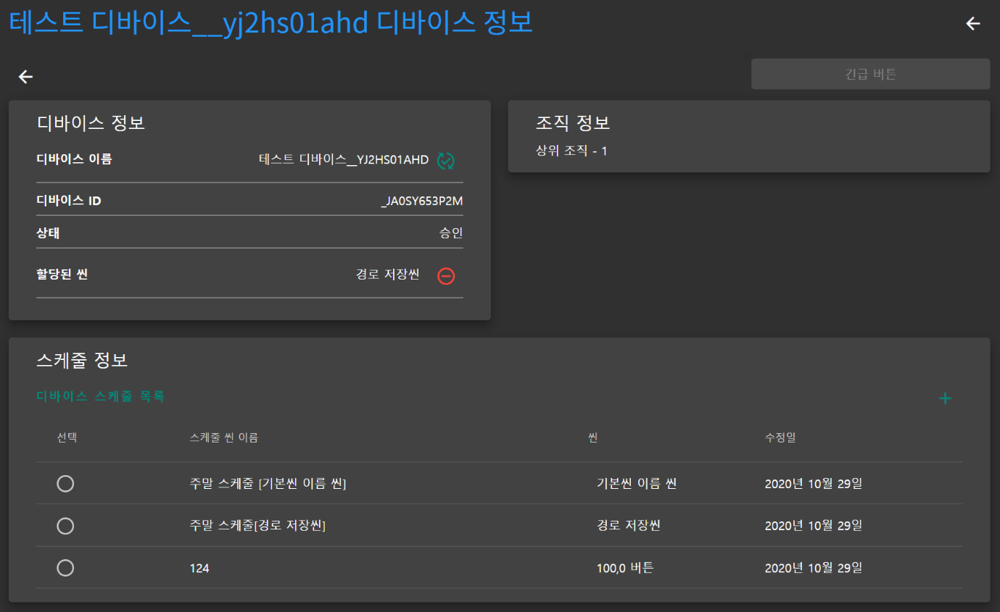 테스트 디바이스__yj2hs01ahd 디바이스 정보
긴급 버튼
디바이스 정보
디바이스 이름 테스트 디바이스__YJ2HS01AHD
디바이스 ID _JA0SY653P2M
상태 승인
할당된 씬 경로 저장씬
조직 정보
상위 조직 - 1
스케줄 정보
디바이스 스케줄 목록
선택 스케줄 씬 이름 씬 수정일
주말 스케줄 [기본씬 이름 씬] 기본씬 이름 씬 2020년 10월 29일
주말 스케줄[경로 저장씬] 경로 저장씬 2020년 10월 29일
124 100,0 버튼 2020년 10월 29일